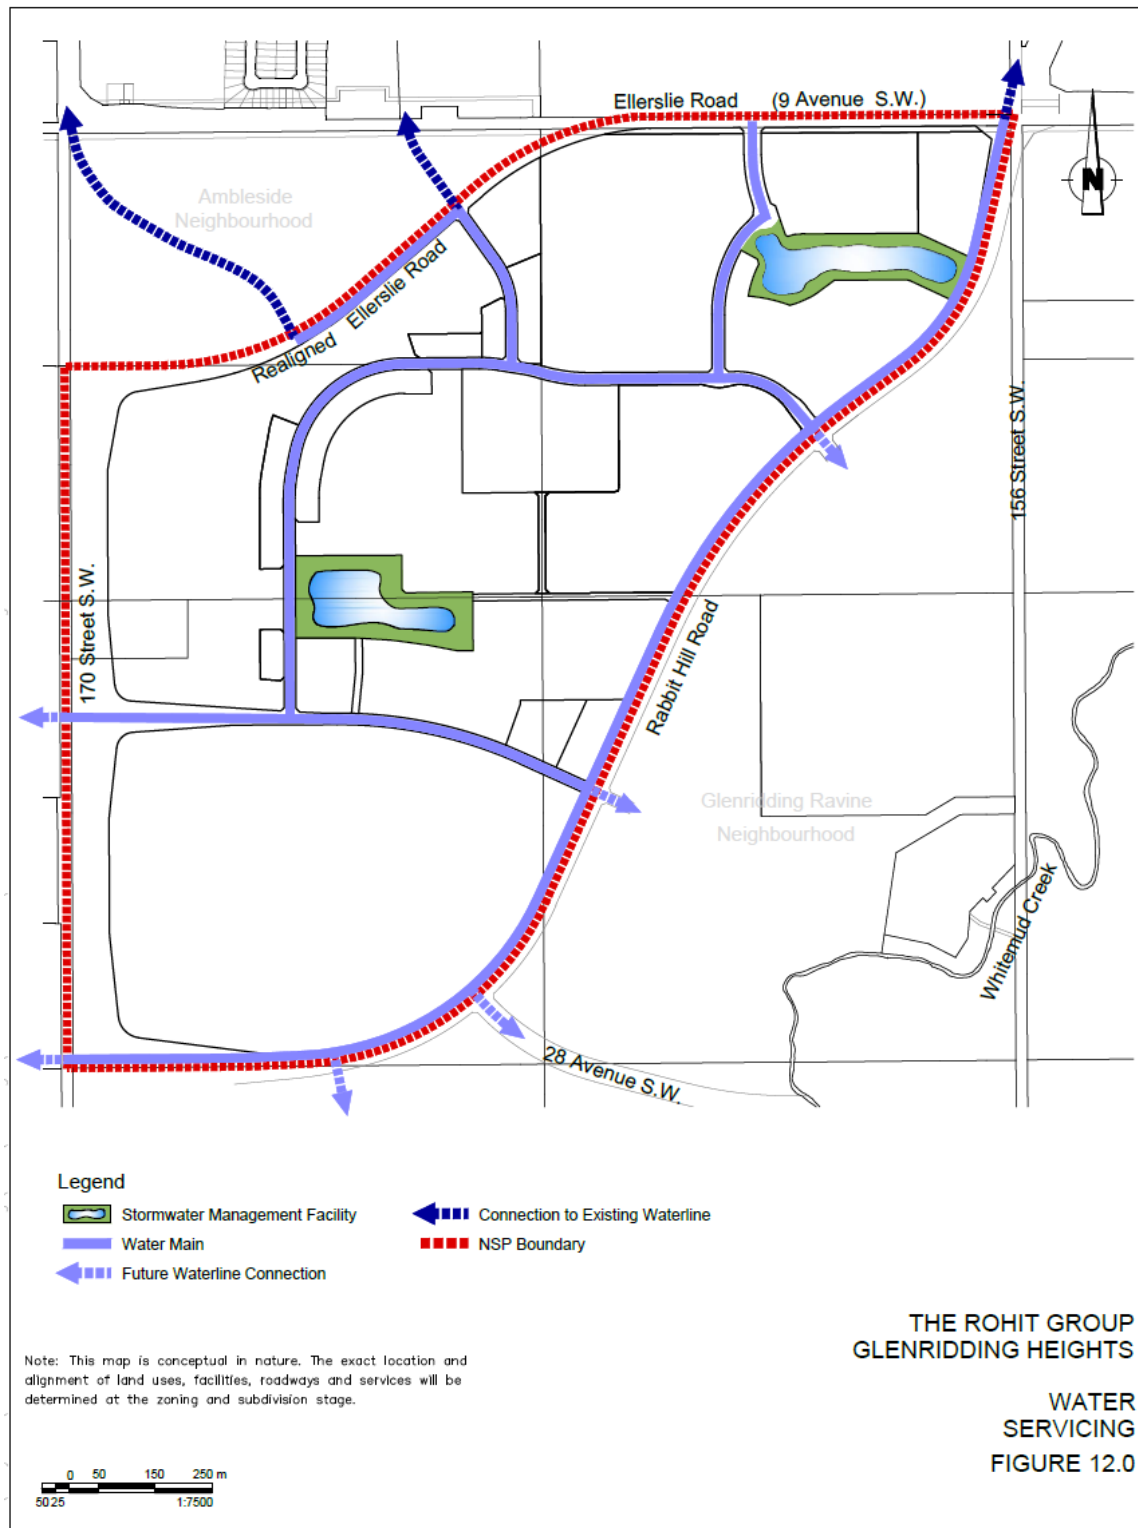 Ellerslie Road (9 Avenue S.W.)
N
Ambleside
Neighbourhood
Realigned Ellerslie Road
156 Street S.W.
170 Street S.W.
Rabbit Hill Road
Glenridding Ravine
Neighbourhood
Whitemud Creek
28 Avenue S.W.
Legend
Stormwater Management Facility
Connection to Existing Waterline
Water Main
NSP Boundary
Future Waterline Connection
THE ROHIT GROUP
GLENRIDDING HEIGHTS
Note: This map is conceptual in nature. The exact location and
alignment of land uses, facilities, roadways and services will be
determined at the zoning and subdivision stage.
WATER
SERVICING
FIGURE 12.0
0 50 150 250 m
5025 1:7500